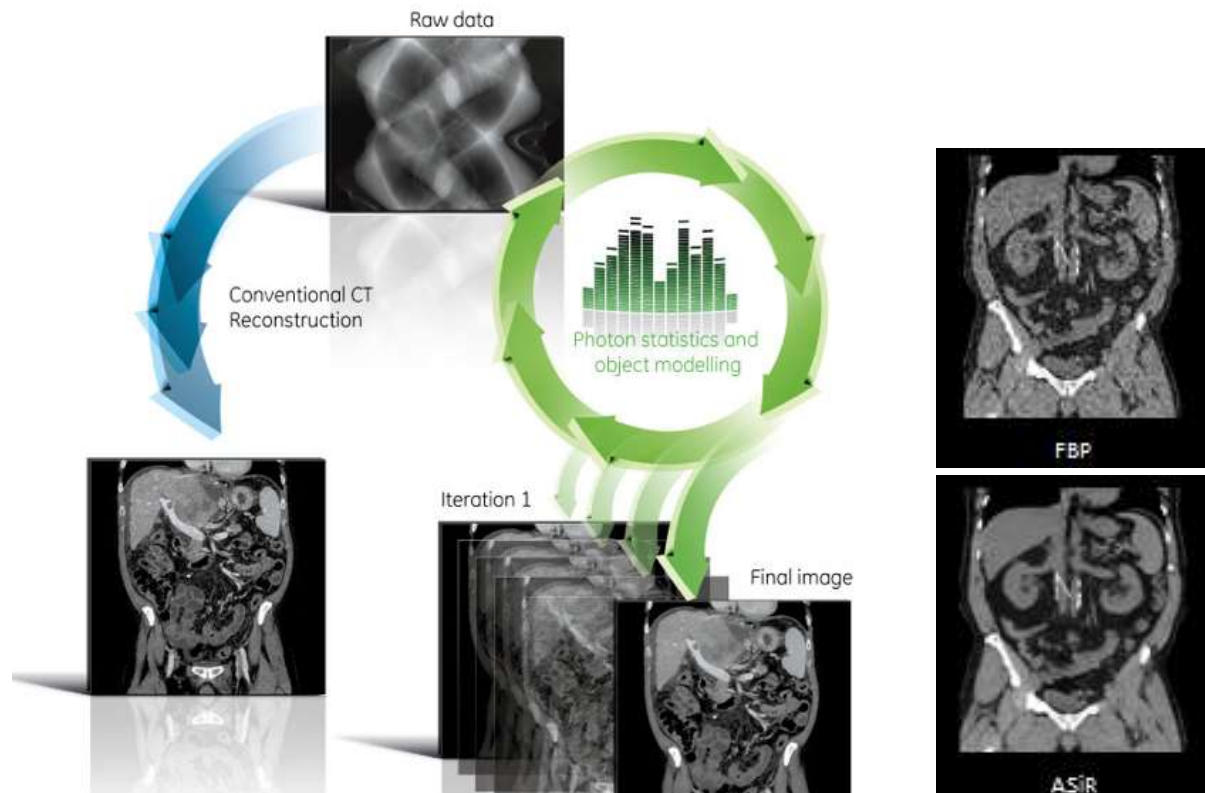 Raw data
Conventional CT
Reconstruction
Photon statistics and
object modelling
Iteration 1
Final image
FBP
ASiR